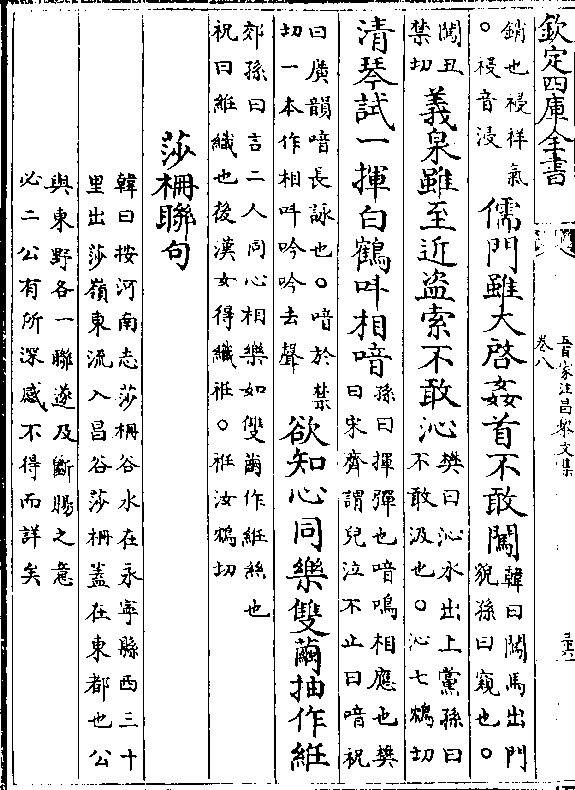 欽定四庫全書
五百家注昌黎文集
卷八
銷也祲祥氣
○祲音浸
儒門雖大啓姦首不敢闖
韓曰闖馬出門
貌孫曰窺也○
闖丑
禁切
義泉雖至近盜索不敢沁
樊曰沁水出上黨孫曰
不敢汲也○沁七鴆切
清琴試一揮白鶴叫相喑
孫曰揮彈也喑鳴相應也樊
曰宋齊謂兒泣不止曰喑祝
曰廣韻喑長詠也○喑於禁
切一本作相叫吟吟去聲
欲知心同樂雙繭抽作紝
郊孫曰言二人同心相樂如雙繭作紝絲也
祝曰紝織也後漢女得織紝○紝汝鴆切
莎柵聯句
韓曰按河南志莎柵谷水在永寧縣西三十
里出莎嶺東流入昌谷莎柵蓋在東都也公
與東野各一聯遂及斷腸之意
必二公有所深感不得而詳矣